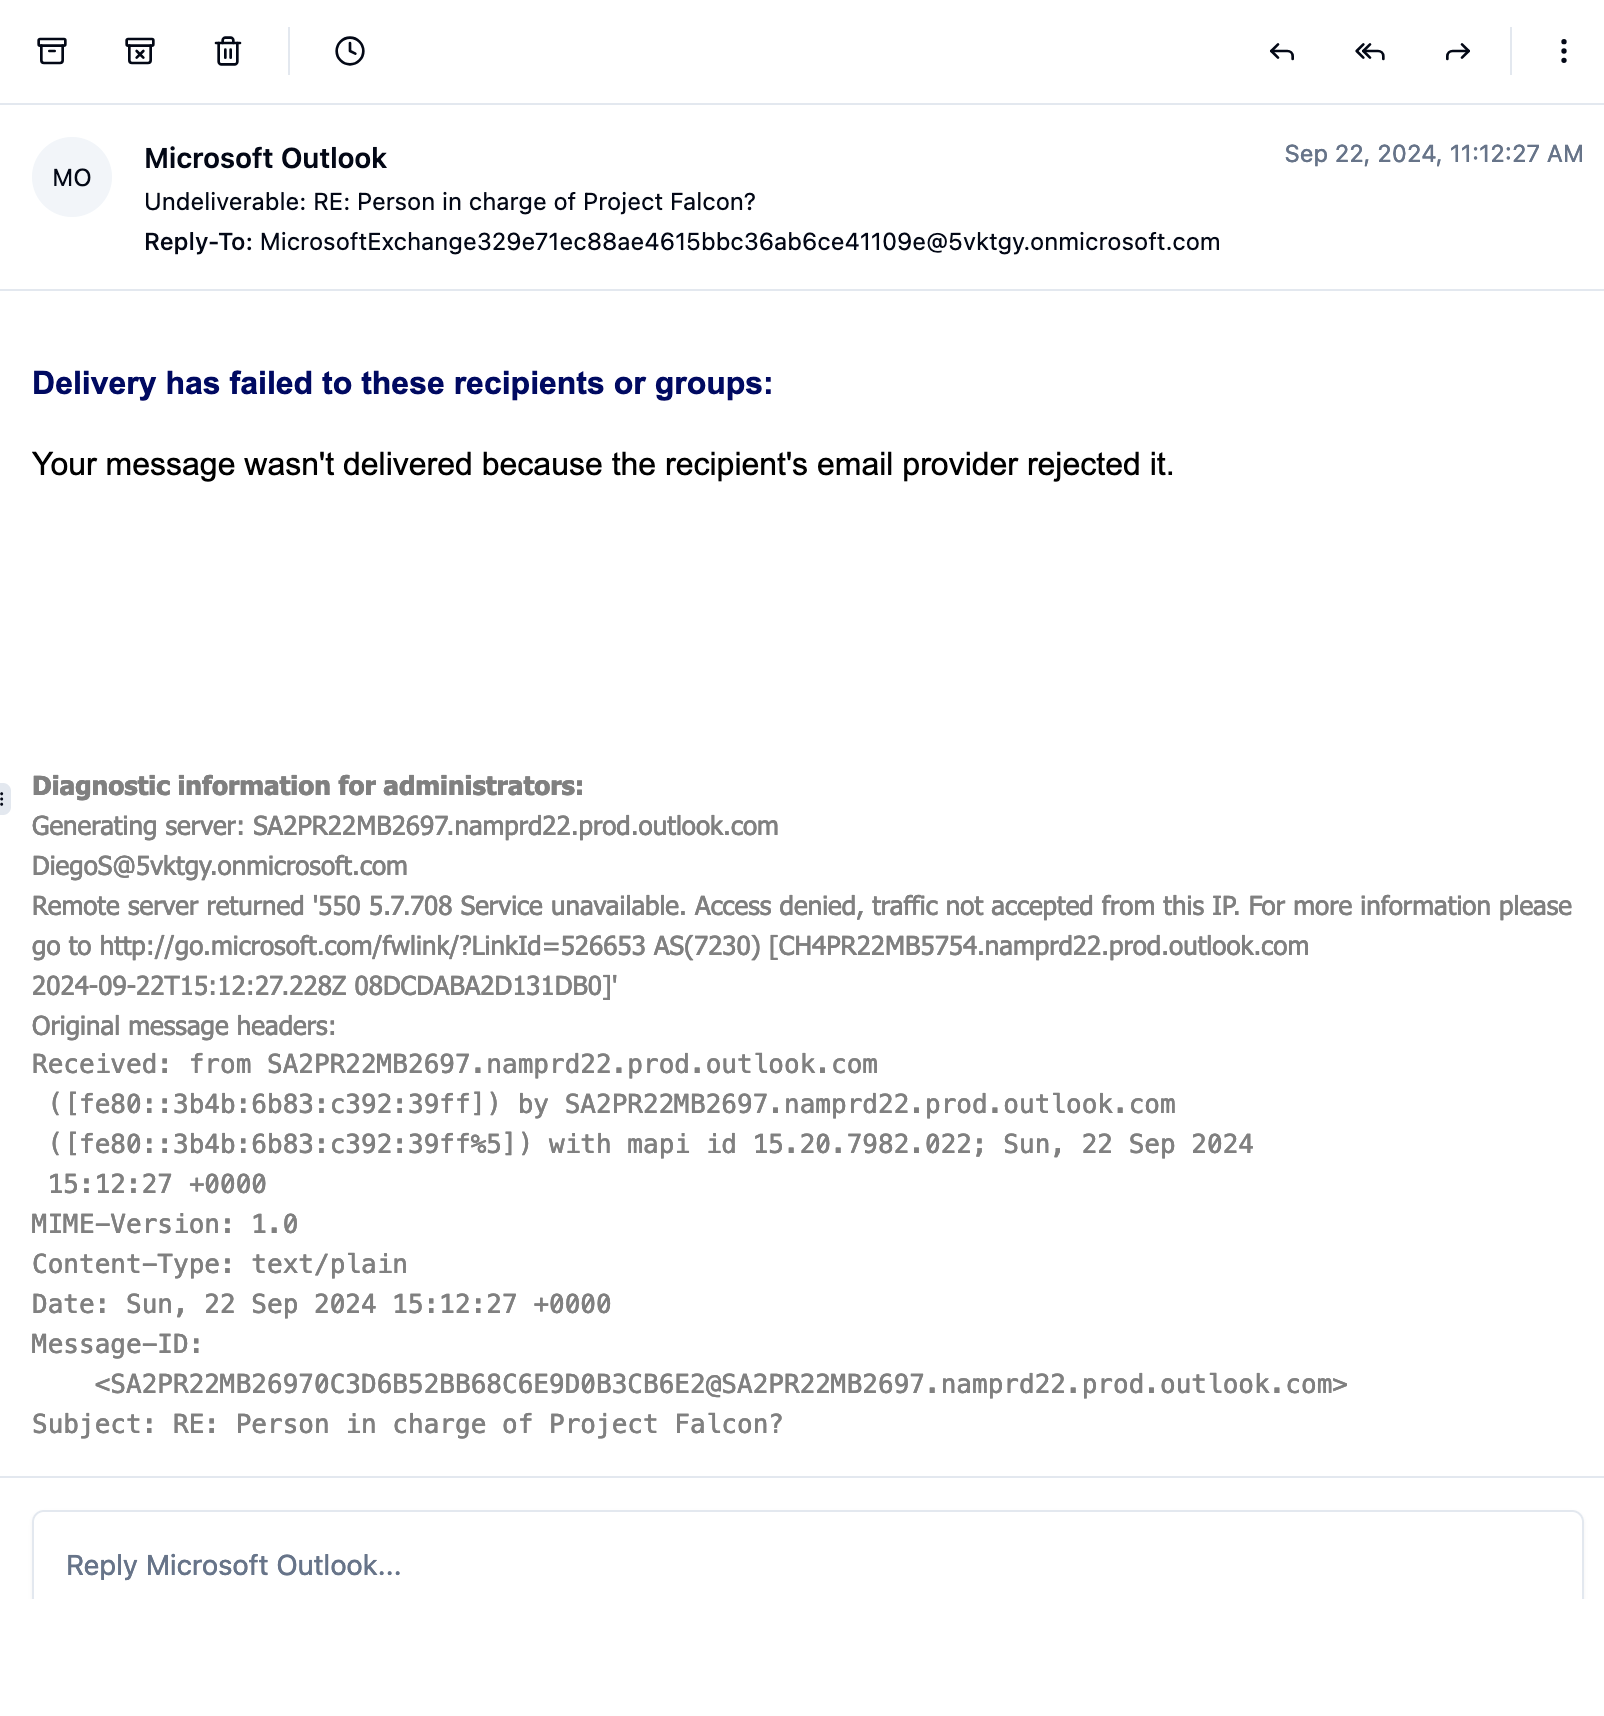 MO
Microsoft Outlook
Sep 22, 2024, 11:12:27 AM
Undeliverable: RE: Person in charge of Project Falcon?
Reply-To: MicrosoftExchange329e71ec88ae4615bbc36ab6ce41109e@5vktgy.onmicrosoft.com
Delivery has failed to these recipients or groups:
Your message wasn't delivered because the recipient's email provider rejected it.
Diagnostic information for administrators:
Generating server: SA2PR22MB2697.namprd22.prod.outlook.com
DiegoS@5vktgy.onmicrosoft.com
Remote server returned '550 5.7.708 Service unavailable. Access denied, traffic not accepted from this IP. For more information please
go to http://go.microsoft.com/fwlink/?LinkId=526653 AS(7230) [CH4PR22MB5754.namprd22.prod.outlook.com
2024-09-22T15:12:27.228Z 08DCDABA2D131DB0]'
Original message headers:
Received: from SA2PR22MB2697.namprd22.prod.outlook.com
([fe80::3b4b:6b83:c392:39ff]) by SA2PR22MB2697.namprd22.prod.outlook.com
([fe80::3b4b:6b83:c392:39ff%5]) with mapi id 15.20.7982.022; Sun, 22 Sep 2024
15:12:27 +0000
MIME-Version: 1.0
Content-Type: text/plain
Date: Sun, 22 Sep 2024 15:12:27 +0000
Message-ID:
<SA2PR22MB26970C3D6B52BB68C6E9D0B3CB6E2@SA2PR22MB2697.namprd22.prod.outlook.com>
Subject: RE: Person in charge of Project Falcon?
Reply Microsoft Outlook...